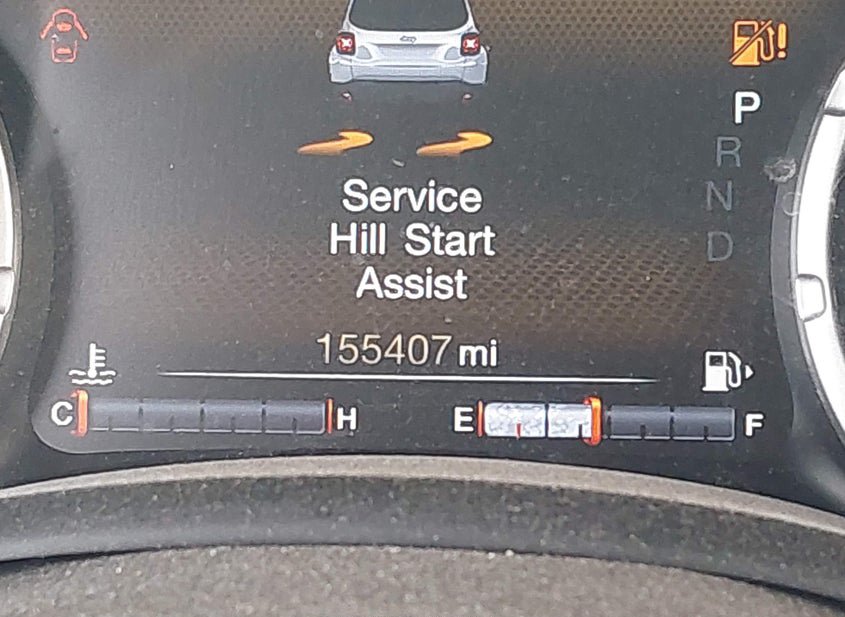 P
R
N
D
Service
Hill Start
Assist
155407 mi
C H E F